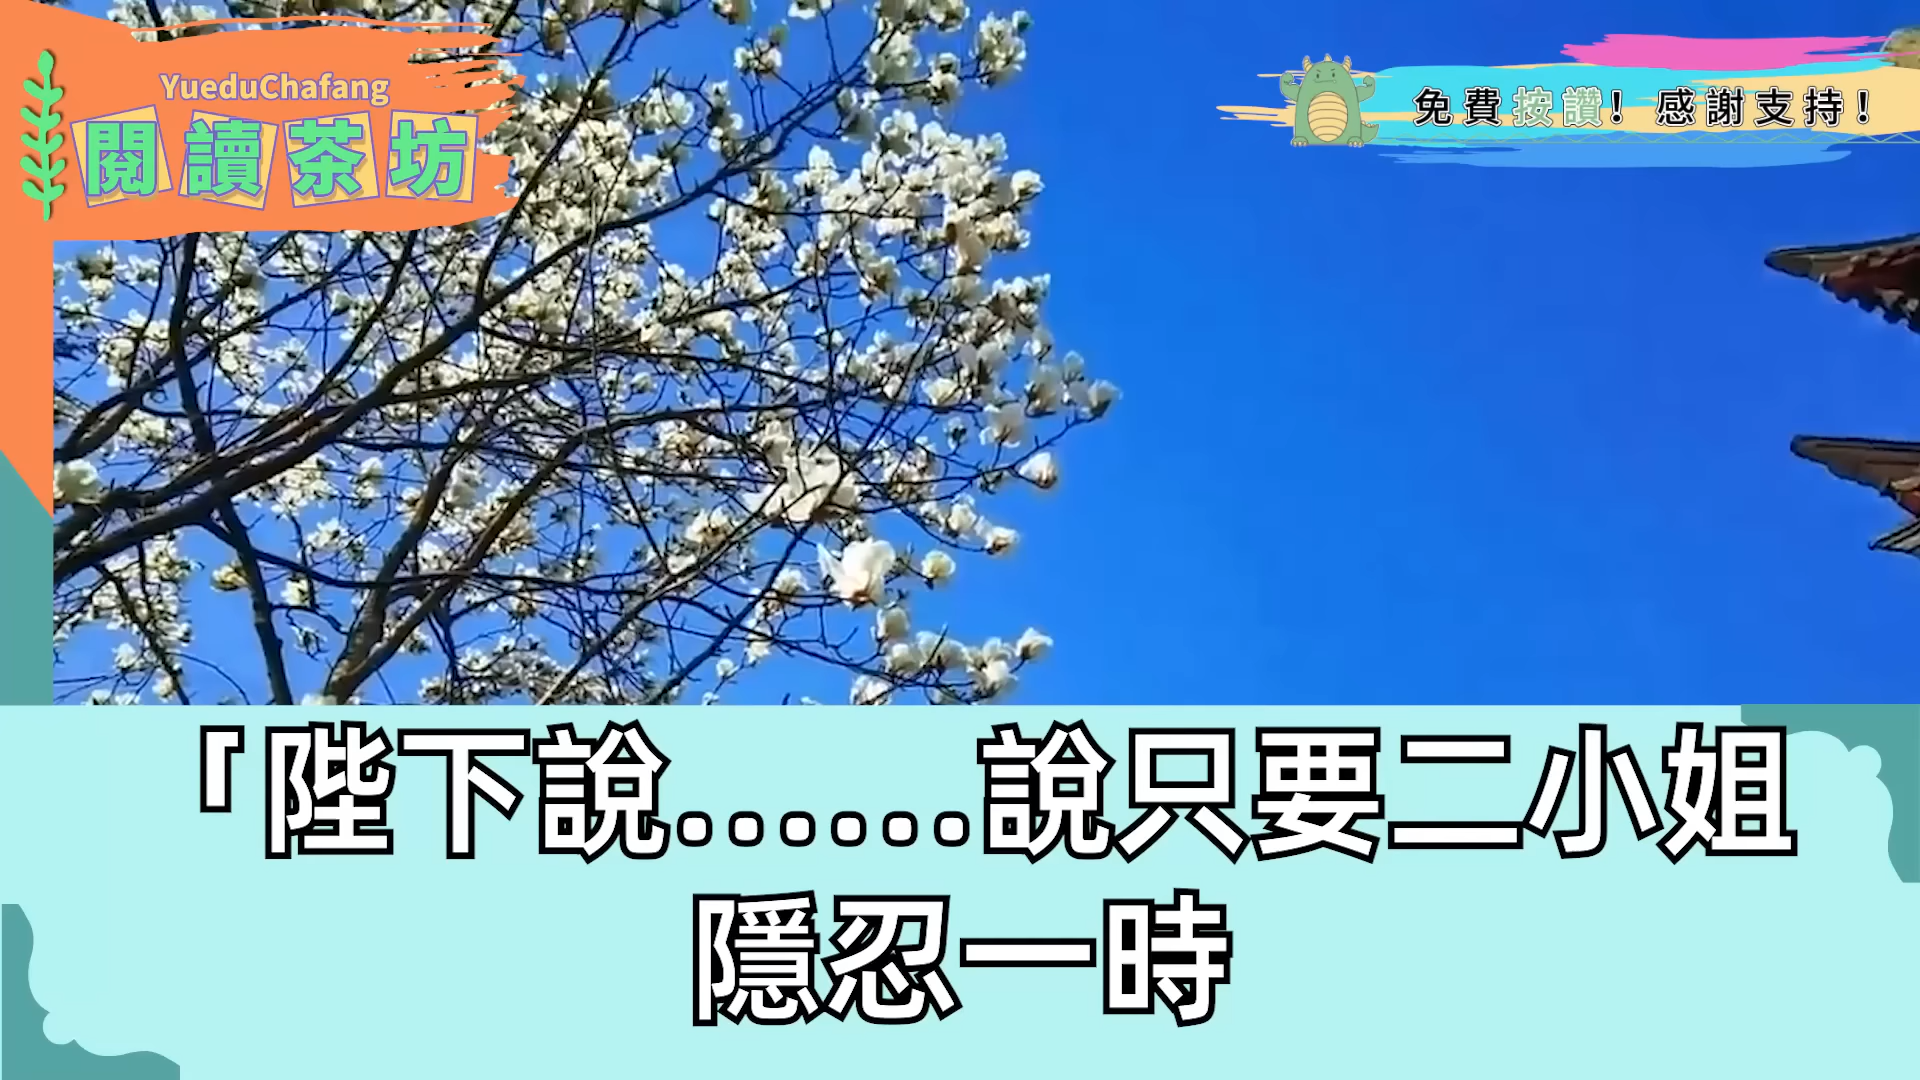 YueduChafang
閱讀茶坊
免費按讚！感謝支持！
「陛下說......說只要二小姐
隱忍一時